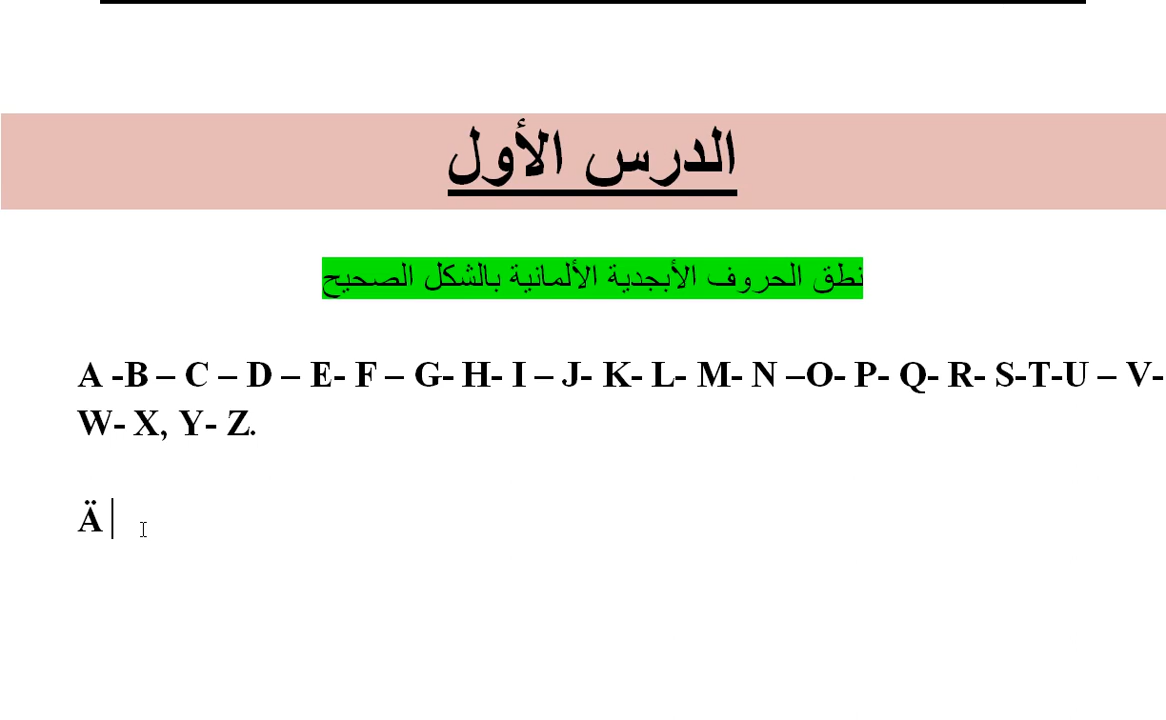 الدرس الأول
نطق الحروف الأبجدية الألمانية بالشكل الصحيح
A -B – C – D – E- F – G- H- I – J- K- L- M- N –O- P- Q- R- S-T-U – V-
W- X, Y- Z.
Ä